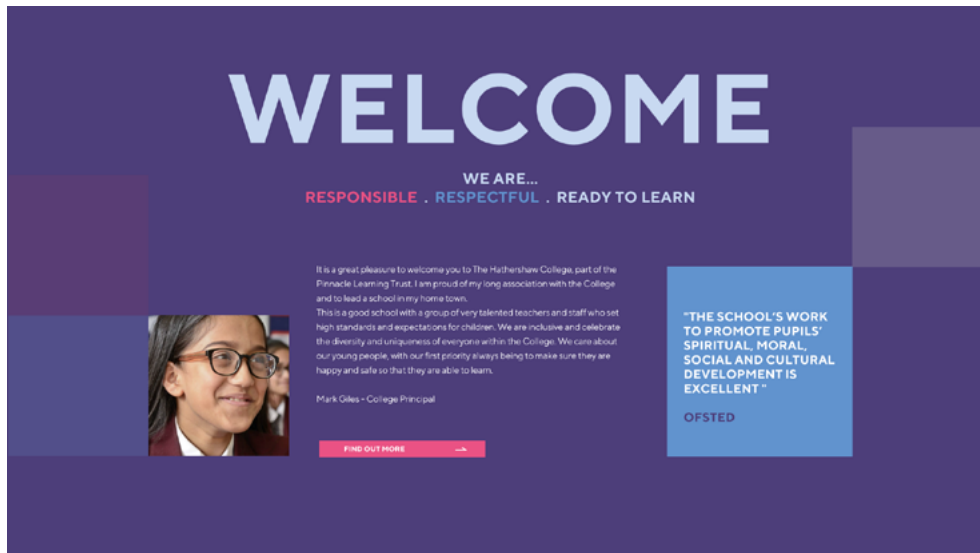 WELCOME
WE ARE...
RESPONSIBLE . RESPECTFUL . READY TO LEARN
It is a great pleasure to welcome you to The Hathershaw College, part of the
Pinnacle Learning Trust. I am proud of my long association with the College
and to lead a school in my home town.
This is a good school with a group of very talented teachers and staff who set
high standards and expectations for children. We are inclusive and celebrate
the diversity and uniqueness of everyone within the College. We care about
our young people, with our first priority always being to make sure they are
happy and safe so that they are able to learn.
Mark Giles - College Principal
FIND OUT MORE
"THE SCHOOL'S WORK
TO PROMOTE PUPILS'
SPIRITUAL, MORAL,
SOCIAL AND CULTURAL
DEVELOPMENT IS
EXCELLENT "
OFSTED